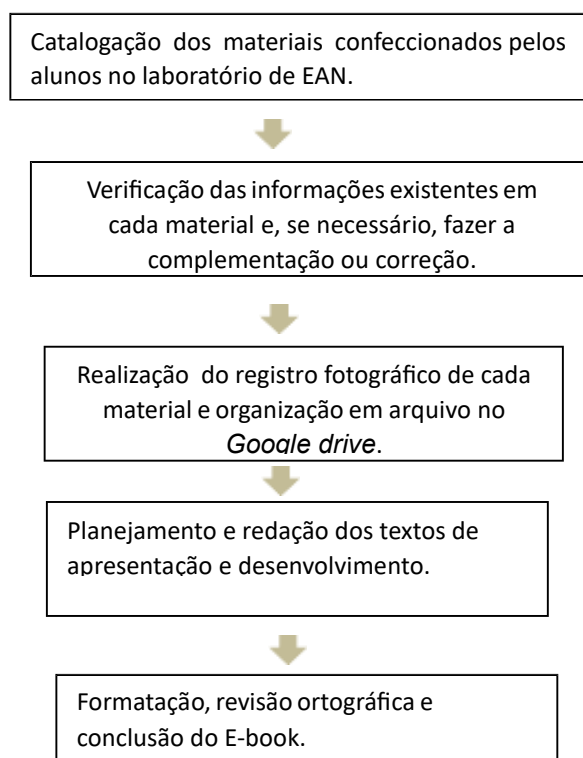 Catalogação dos materiais confeccionados pelos
alunos no laboratório de EAN.
Verificação das informações existentes em
cada material e, se necessário, fazer a
complementação ou correção.
Realização do registro fotográfico de cada
material e organização em arquivo no
Google drive.
Planejamento e redação dos textos de
apresentação e desenvolvimento.
Formatação, revisão ortográfica e
conclusão do E-book.